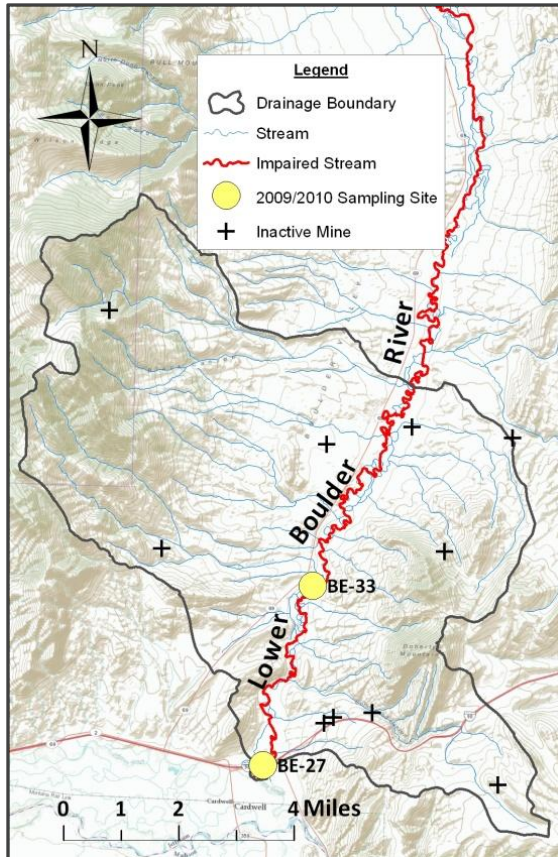 N
Legend
Drainage Boundary
Stream
Impaired Stream
2009/2010 Sampling Site
Inactive Mine
River
Boulder
Lower
BE-33
BE-27
Cardwell
Cardwell
0 1 2 4 Miles